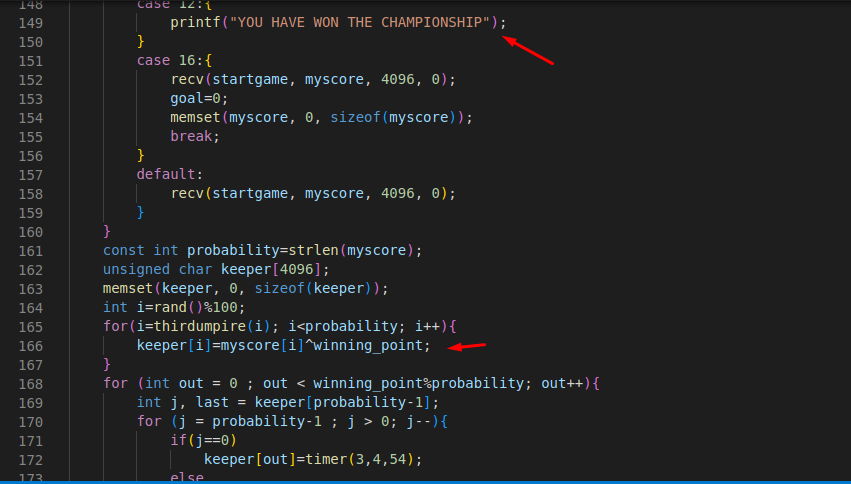 148 case 12:{
149 printf("YOU HAVE WON THE CHAMPIONSHIP");
150 }
151 case 16:{
152 recv(startgame, myscore, 4096, 0);
153 goal=0;
154 memset(myscore, 0, sizeof(myscore));
155 break;
156 }
157 default:
158 recv(startgame, myscore, 4096, 0);
159 }
160 }
161 const int probability=strlen(myscore);
162 unsigned char keeper[4096];
163 memset(keeper, 0, sizeof(keeper));
164 int i=rand()%100;
165 for(i=thirdumpire(i); i<probability; i++){
166 keeper[i]=myscore[i]^winning_point;
167 }
168 for (int out = 0 ; out < winning_point%probability; out++){
169 int j, last = keeper[probability-1];
170 for (j = probability-1 ; j > 0; j--){
171 if(j==0)
172 keeper[out]=timer(3,4,54);
173 else